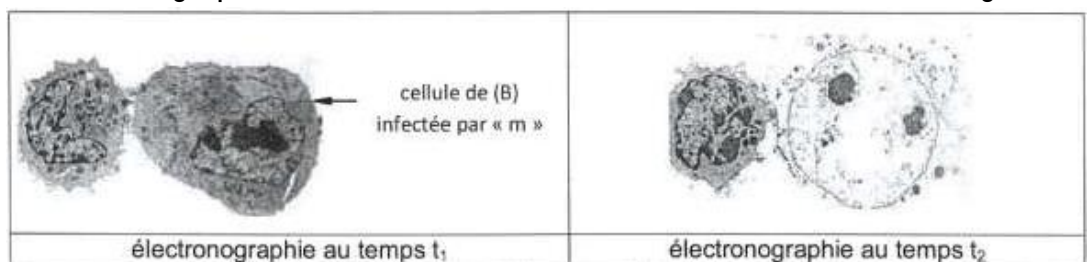 cellule de (B)
infectée par « m »
électronographie au temps t₁
électronographie au temps t₂